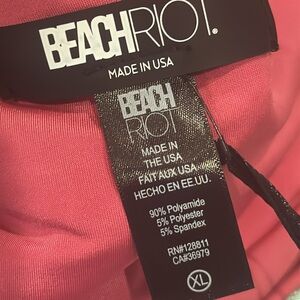 BEACHRIOT.
MADE IN USA
BEACH
RIOT
MADE IN
THE USA
FAIT AUX USA
HECHO EN EE.UU.
90% Polyamide
5% Polyester
5% Spandex
RN#128811
CA#36979
XL